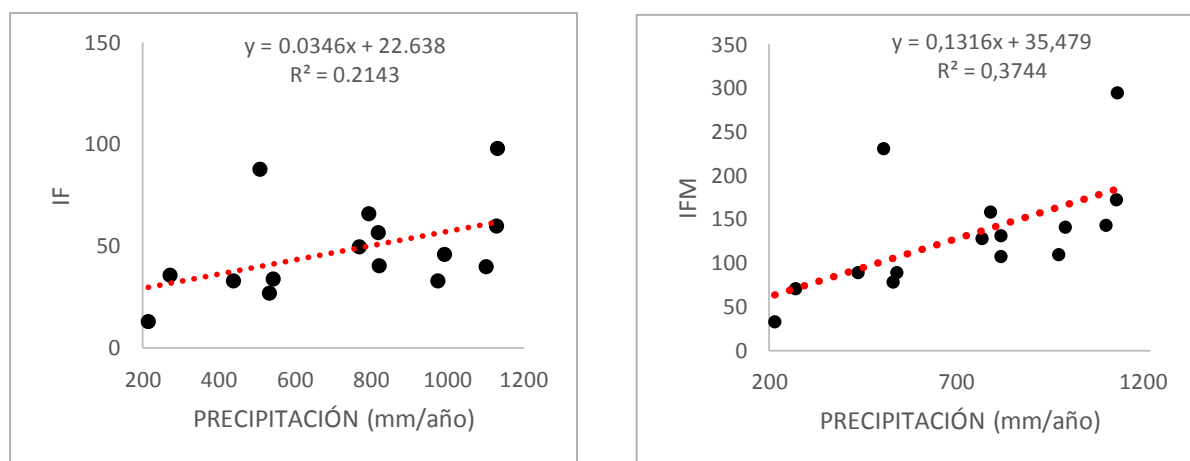 y = 0.0346x + 22.638
R² = 0.2143
150
100
50
0
IF
200 400 600 800 1000 1200
PRECIPITACIÓN (mm/año)
y = 0,1316x + 35,479
R² = 0,3744
350
300
250
200
150
100
50
0
IFM
200 700 1200
PRECIPITACIÓN (mm/año)